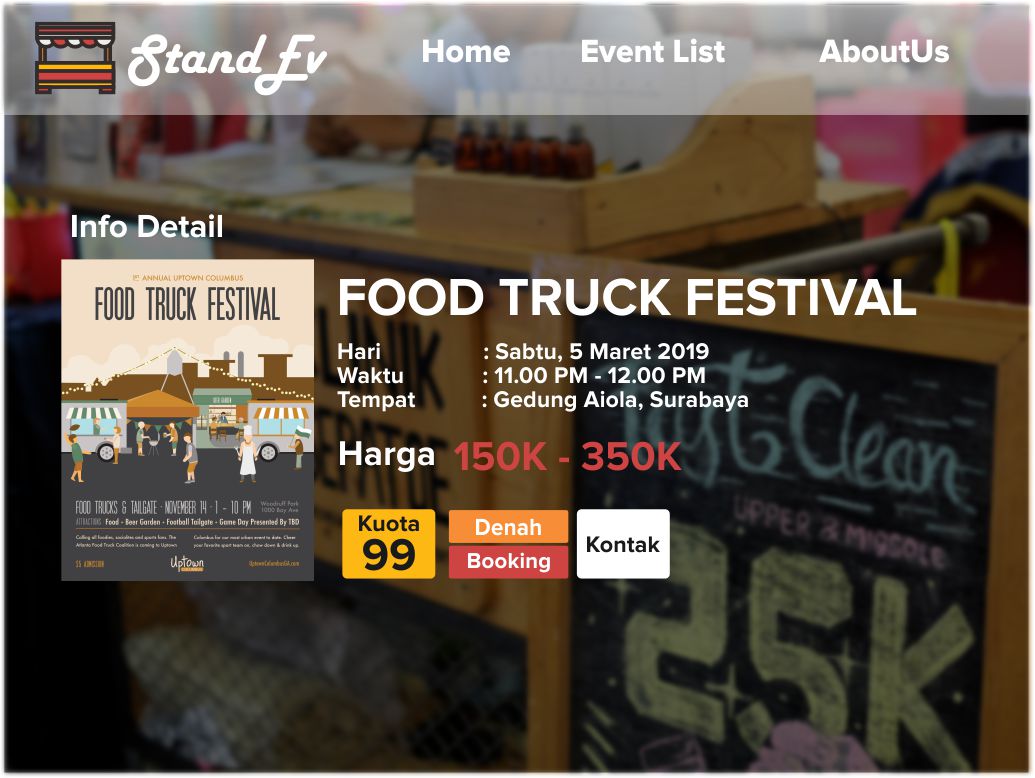 Stand Ev
Home
Event List
AboutUs
Info Detail
1ST ANNUAL UPTOWN COLUMBUS
FOOD TRUCK FESTIVAL
BEER GARDEN
FOOD TRUCKS & TAILGATE · NOVEMBER 14 · 1 - 10 PM
Woodruff Park
1000 Bay Ave
ATTRACTIONS Food · Beer Garden · Football Tailgate · Game Day Presented By TBD
Calling all foodies, socialites and sports fans. The
Atlanta Food Truck Coalition is coming to Uptown
Columbus for our most urban event to date. Cheer
your favorite sport team on, chow down & drink up.
$5 ADMISSION
Uptown
UptownColumbusGA.com
FOOD TRUCK FESTIVAL
Hari : Sabtu, 5 Maret 2019
Waktu : 11.00 PM - 12.00 PM
Tempat : Gedung Aiola, Surabaya
Harga 150K - 350K
Kuota
99
Denah
Booking
Kontak
Clean
UPPER & MIDSOLE
25K